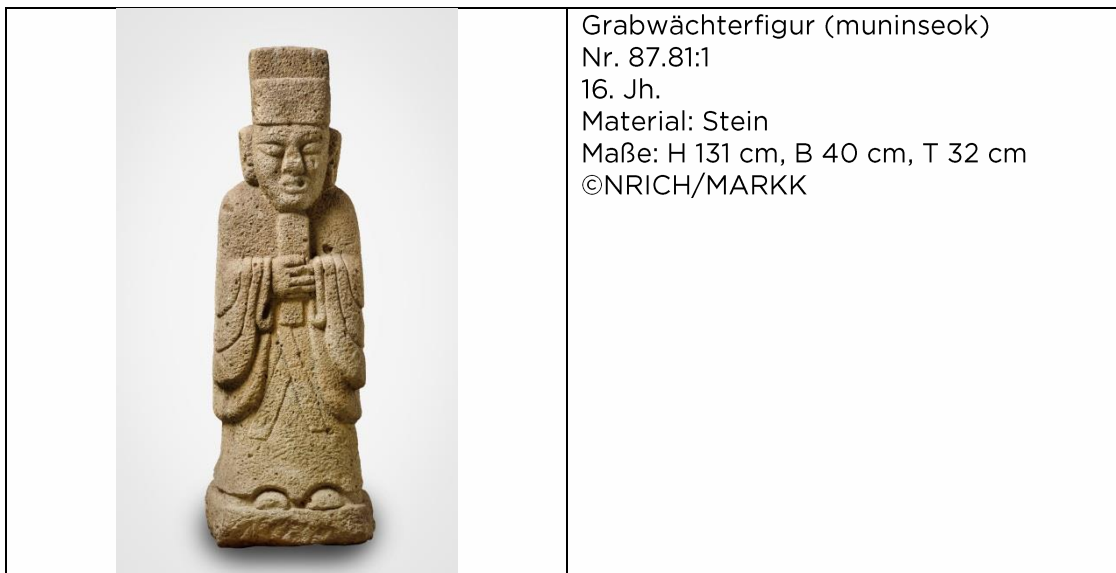 Grabwächterfigur (muninseok)
Nr. 87.81:1
16. Jh.
Material: Stein
Maße: H 131 cm, B 40 cm, T 32 cm
©NRICH/MARKK